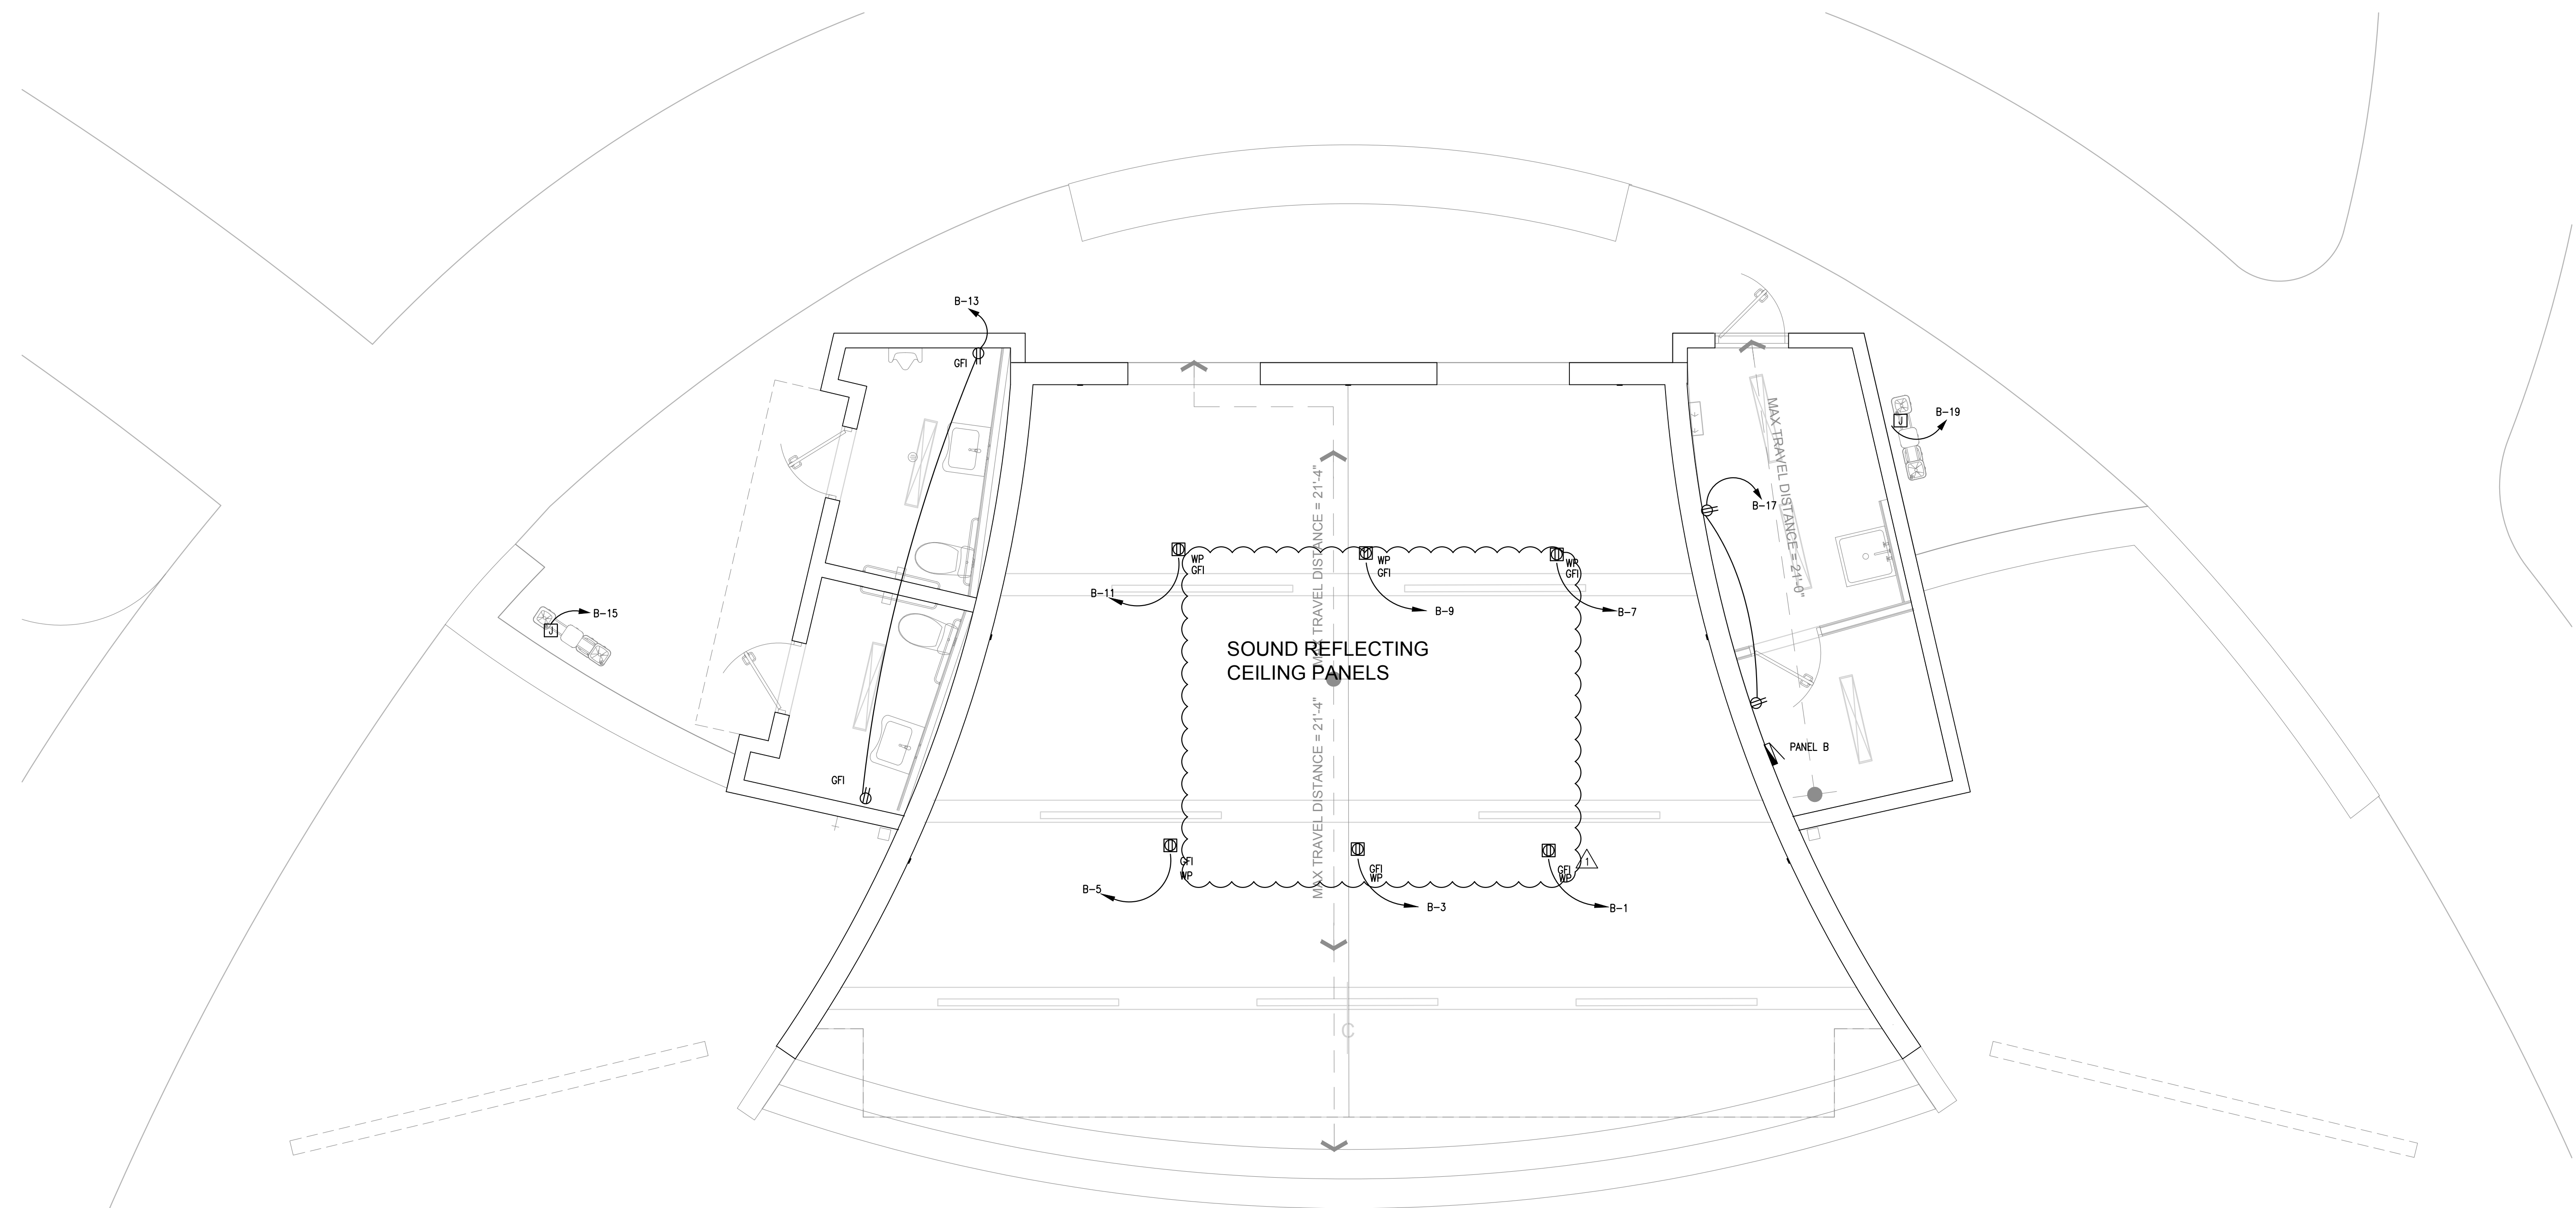 B-13
GFI
B-19
J
MAX TRAVEL DISTANCE = 21'-0"
B-17
MAX TRAVEL DISTANCE = 21'-4"
WP
GFI
WP
GFI
WP
GFI
B-11
B-9
B-7
B-15
J
SOUND REFLECTING
CEILING PANELS
MAX TRAVEL DISTANCE = 21'-4"
PANEL B
GFI
GFI
WP
GFI
WP
GFI
WP
1
B-5
B-3
B-1
C